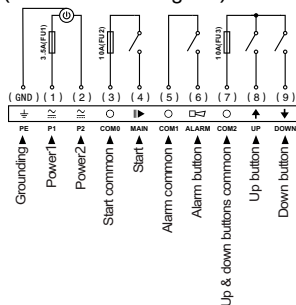 3.5A(FU1)
10A(FU2)
10A(FU3)
(GND) (1) (2) (3) (4) (5) (6) (7) (8) (9)
PE P1 P2 COM0 MAIN COM1 ALARM COM2 UP DOWN
Grounding
Power1
Power2
Start common
Start
Alarm common
Alarm button
Up & down buttons common
Up button
Down button